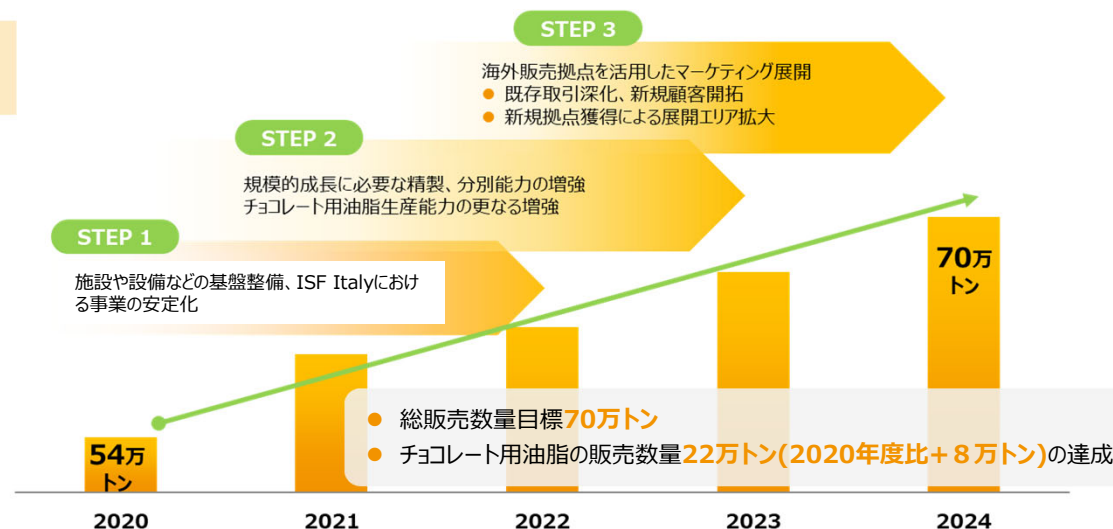 STEP 3
海外販売拠点を活用したマーケティング展開
● 既存取引深化、新規顧客開拓
● 新規拠点獲得による展開エリア拡大
STEP 2
規模的成長に必要な精製、分別能力の増強
チョコレート用油脂生産能力の更なる増強
STEP 1
施設や設備などの基盤整備、ISF Italyにおけ
る事業の安定化
70万
トン
54万
トン
● 総販売数量目標70万トン
● チョコレート用油脂の販売数量22万トン(2020年度比+８万トン)の達成
2020 2021 2022 2023 2024